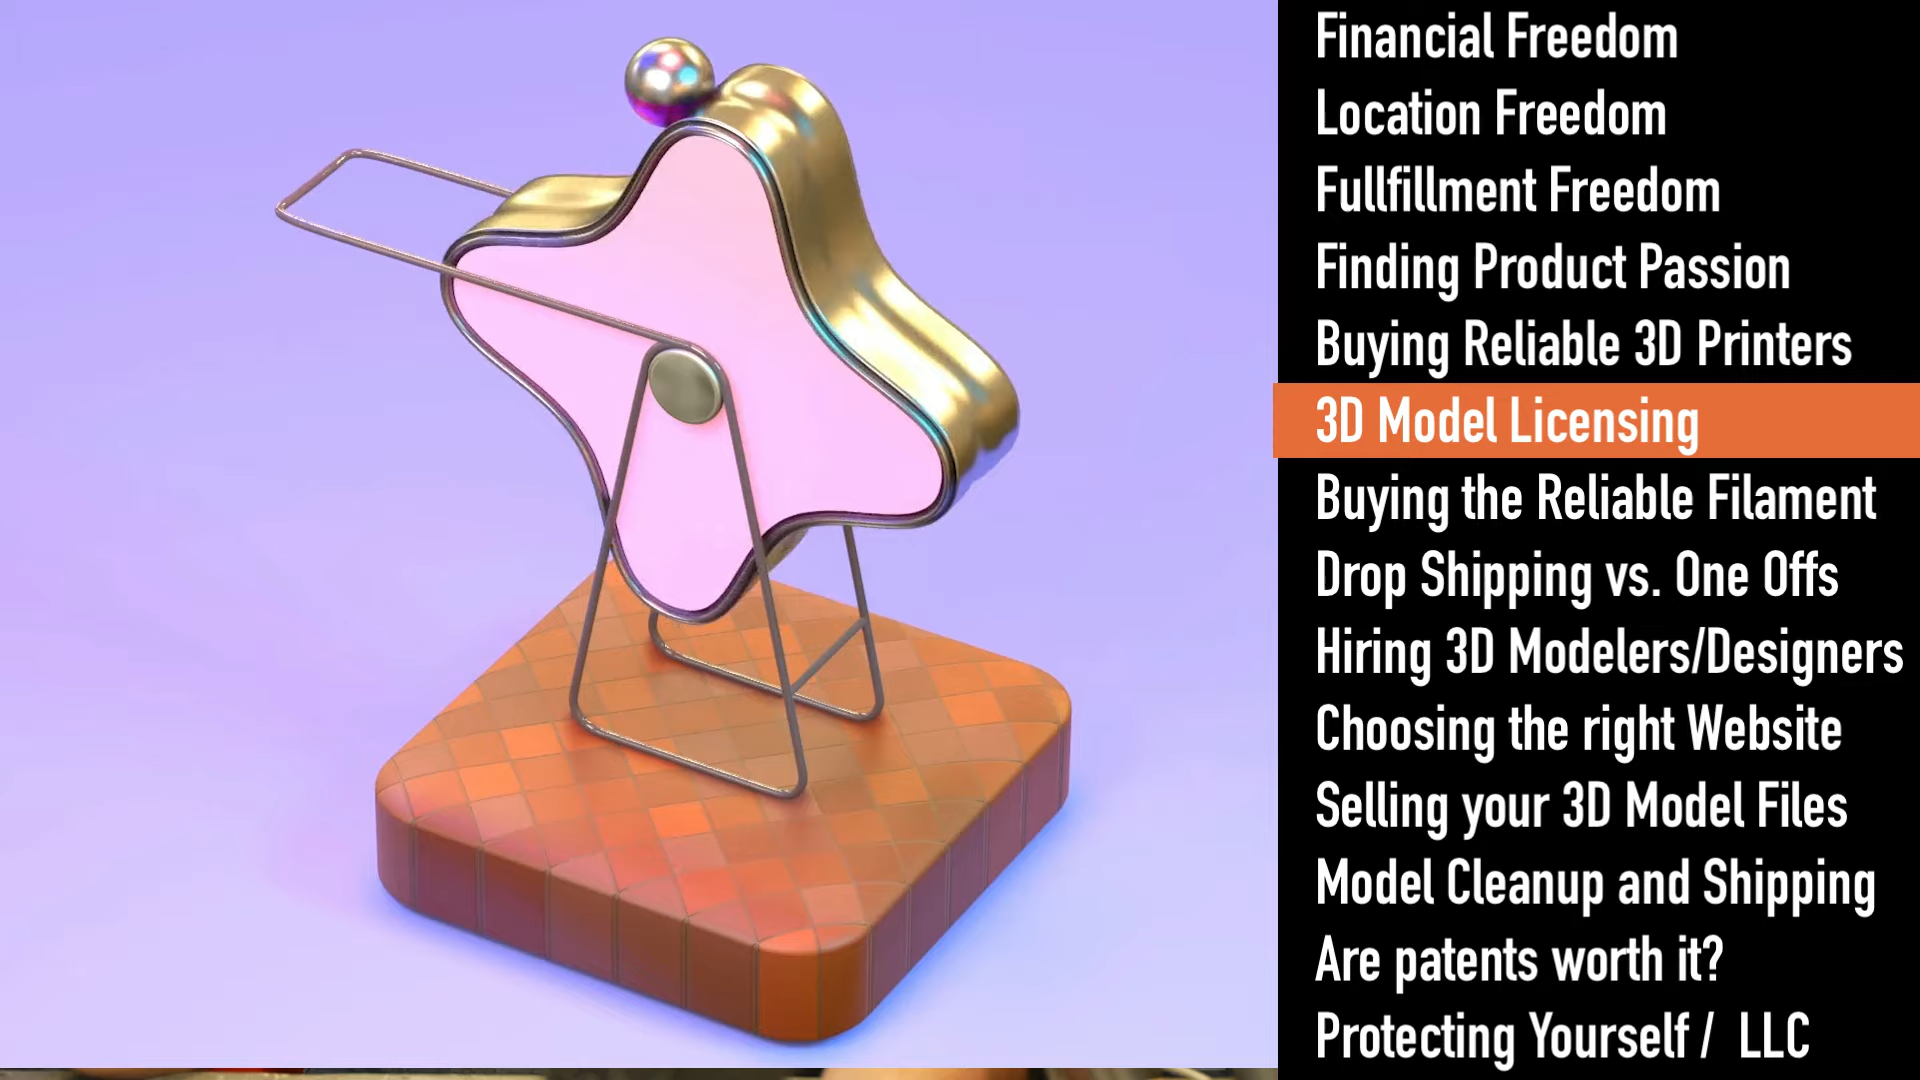 Financial Freedom
Location Freedom
Fullfillment Freedom
Finding Product Passion
Buying Reliable 3D Printers
3D Model Licensing
Buying the Reliable Filament
Drop Shipping vs. One Offs
Hiring 3D Modelers/Designers
Choosing the right Website
Selling your 3D Model Files
Model Cleanup and Shipping
Are patents worth it?
Protecting Yourself / LLC